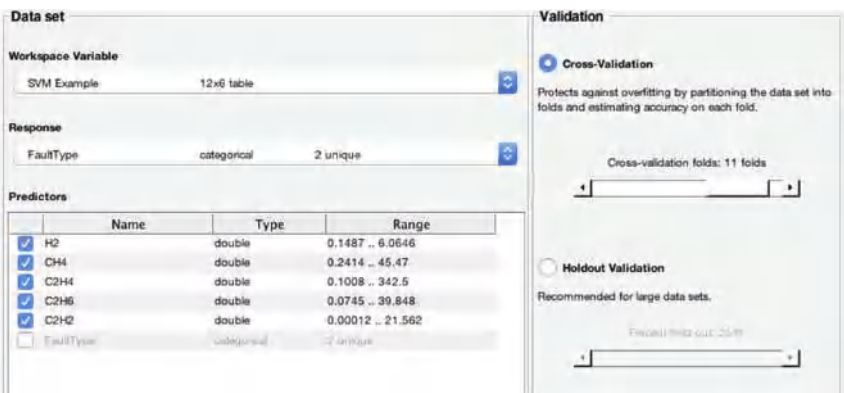 Data set
Workspace Variable
SVM Example 12x6 table
Response
FaultType categorical 2 unique
Predictors
Name Type Range
H2 double 0.1487 .. 6.0646
CH4 double 0.2414 .. 45.47
C2H4 double 0.1008 .. 342.5
C2H6 double 0.0745 .. 39.848
C2H2 double 0.00012 .. 21.562
FaultType categorical 2 unique
Validation
Cross-Validation
Protects against overfitting by partitioning the data set into
folds and estimating accuracy on each fold.
Cross-validation folds: 11 folds
Holdout Validation
Recommended for large data sets.
Percent held out: